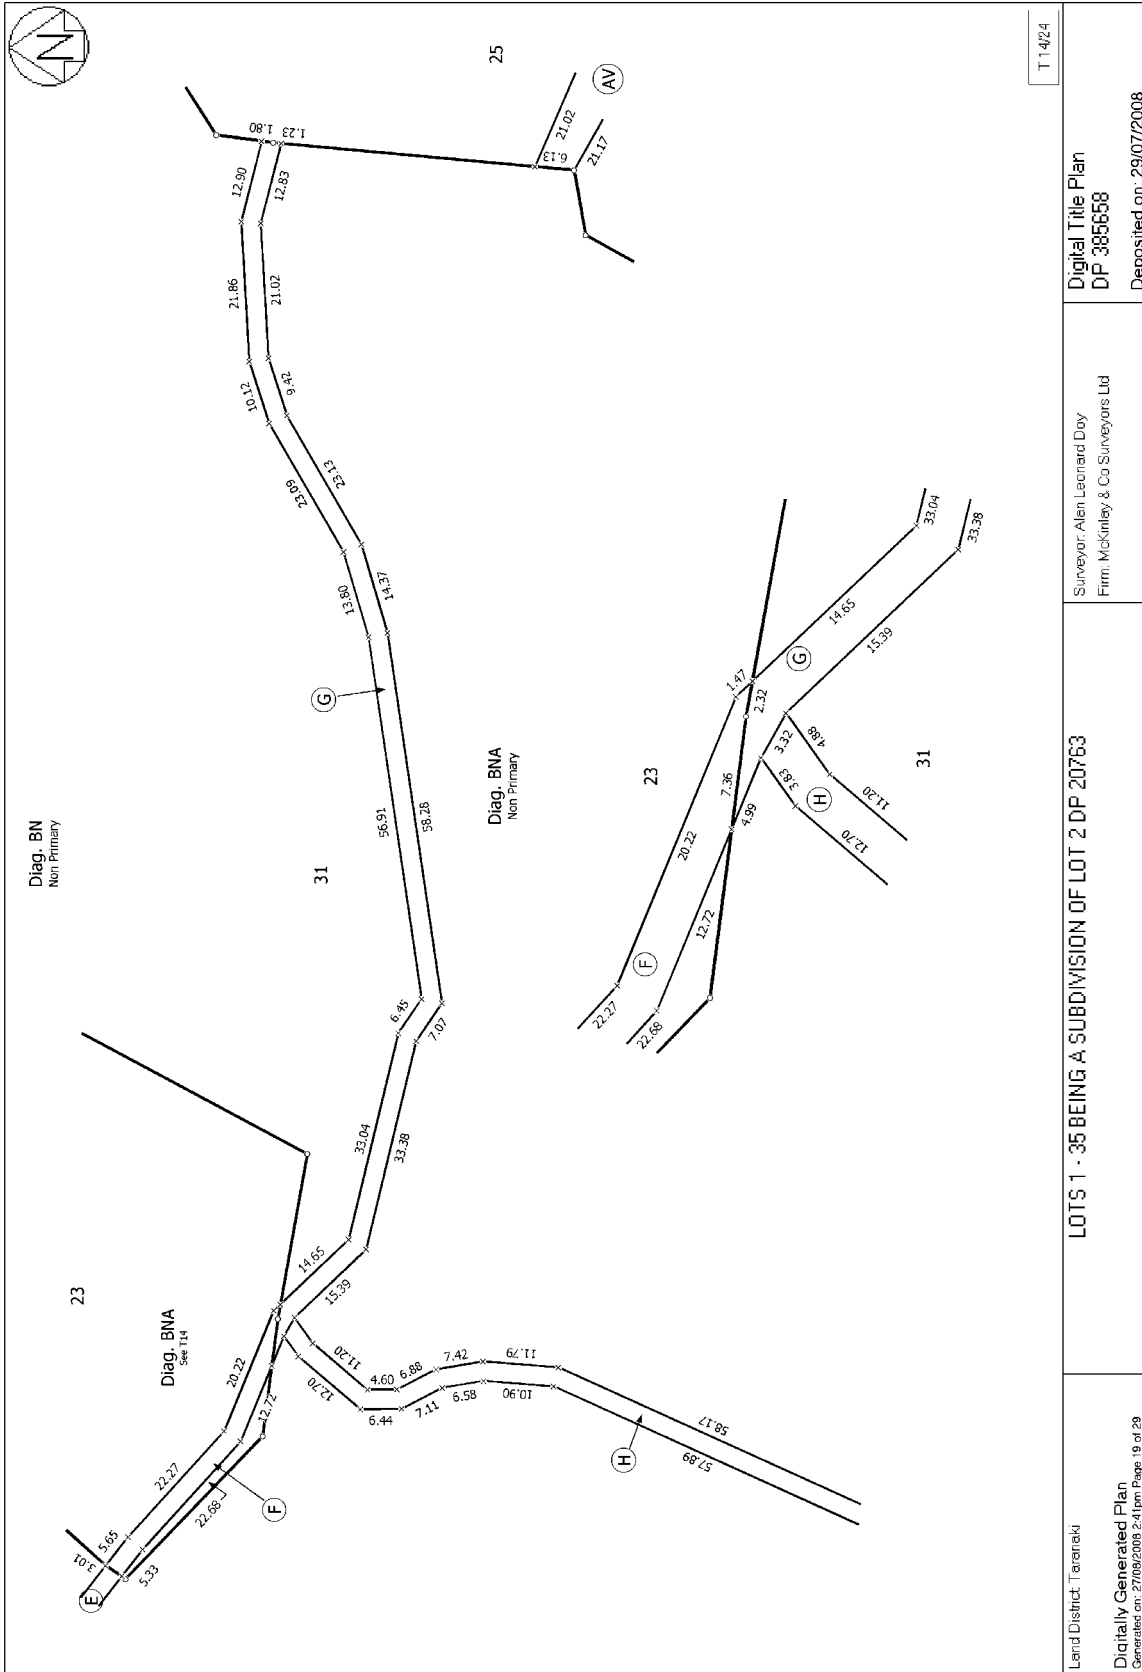 N
25
1.80
1.23
12.90
12.83
21.86
21.02
10.12
9.42
23.09
23.13
13.80
14.37
G
56.91
58.28
6.13
21.02
AV
21.17
Diag. BN
Non Primary
31
Diag. BNA
Non Primary
6.45
7.07
33.04
33.38
23
Diag. BNA
See T14
14.65
15.39
20.22
12.72
22.27
22.68
F
5.65
5.33
3.01
E
11.20
12.70
4.60
6.44
6.88
7.11
7.42
6.58
11.79
10.90
H
58.17
57.89
23
1.47
2.32
7.36
20.22
4.99
12.72
F
22.27
22.68
G
14.65
15.39
33.04
33.38
3.32
4.88
3.83
H
11.20
12.70
31
T 14/24
Land District: Taranaki
Digitally Generated Plan
Generated on: 27/08/2008 2:41pm Page 19 of 29
LOTS 1 - 35 BEING A SUBDIVISION OF LOT 2 DP 20763
Surveyor: Alan Leonard Doy
Firm: McKinlay & Co Surveyors Ltd
Digital Title Plan
DP 385658
Deposited on: 29/07/2008